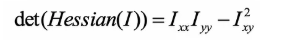 det(Hessian(I)) = I_{xx}I_{yy} − I_{xy}^{2}